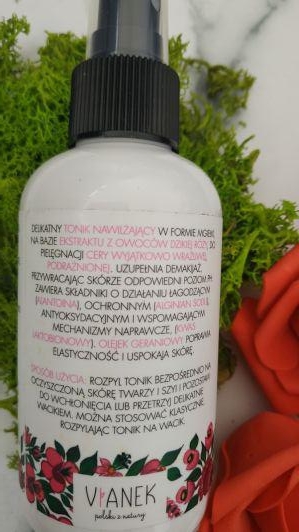 DELIKATNY TONIK NAWILŻAJĄCY W FORMIE MGIEŁKI
NA BAZIE EKSTRAKTU Z OWOCÓW DZIKIEJ RÓŻY, DO
PIELĘGNACJI CERY WYJĄTKOWO WRAŻLIWEJ,
PODRAŻNIONEJ. UZUPEŁNIA DEMAKIJAŻ,
PRZYWRACAJĄC SKÓRZE ODPOWIEDNI POZIOM PH.
ZAWIERA SKŁADNIKI O DZIAŁANIU ŁAGODZĄCYM
(ALANTOINA), OCHRONNYM (ALGINIAN SODU),
ANTYOKSYDACYJNYM I WSPOMAGAJĄCYM
MECHANIZMY NAPRAWCZE, (KWAS
LAKTOBIONOWY). OLEJEK GERANIOWY POPRAWIA
ELASTYCZNOŚĆ I USPOKAJA SKÓRĘ.
SPOSÓB UŻYCIA: ROZPYL TONIK BEZPOŚREDNIO NA
OCZYSZCZONĄ SKÓRĘ TWARZY I SZYI I POZOSTAW
DO WCHŁONIĘCIA LUB PRZETRZYJ DELIKATNIE
WACIKIEM. MOŻNA STOSOWAĆ KLASYCZNIE,
ROZPYLAJĄC TONIK NA WACIK.
VIANEK
polski z natury